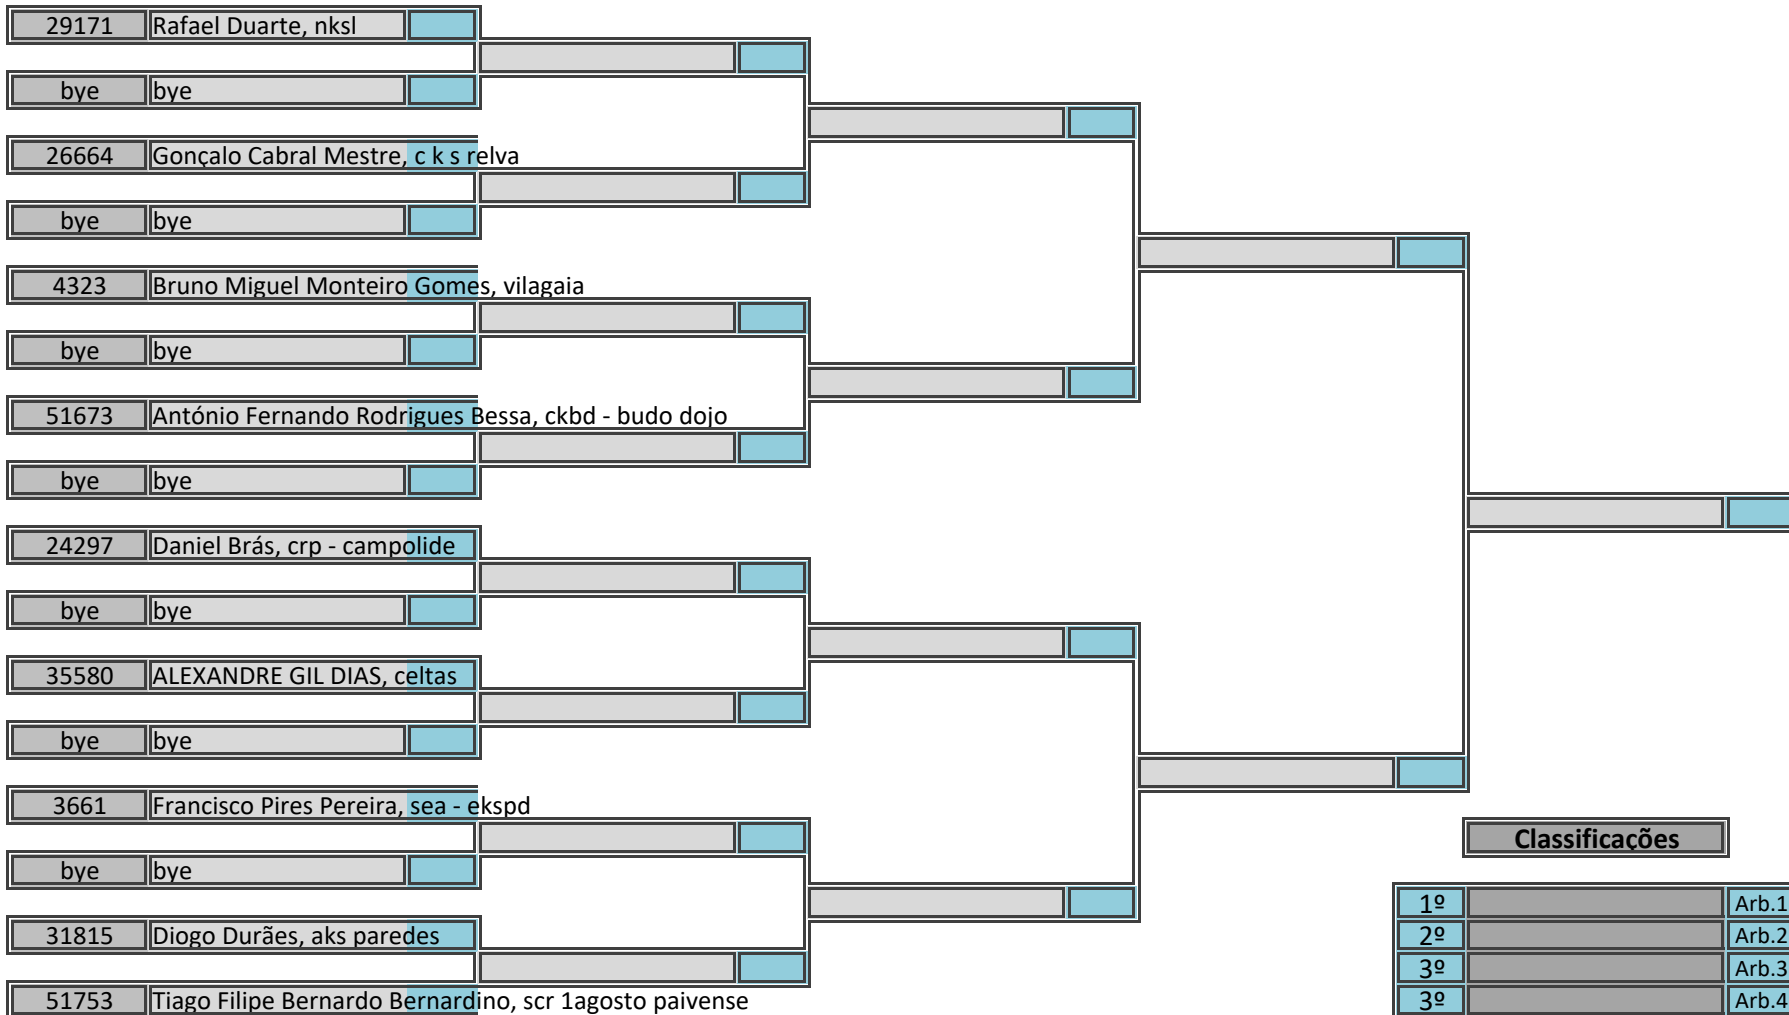 29171 Rafael Duarte, nksl
bye bye
26664 Gonçalo Cabral Mestre, c k s relva
bye bye
4323 Bruno Miguel Monteiro Gomes, vilagaia
bye bye
51673 António Fernando Rodrigues Bessa, ckbd - budo dojo
bye bye
24297 Daniel Brás, crp - campolide
bye bye
35580 ALEXANDRE GIL DIAS, celtas
bye bye
3661 Francisco Pires Pereira, sea - ekspd
bye bye
31815 Diogo Durães, aks paredes
51753 Tiago Filipe Bernardo Bernardino, scr 1agosto paivense
Classificações
1º Arb.1
2º Arb.2
3º Arb.3
3º Arb.4